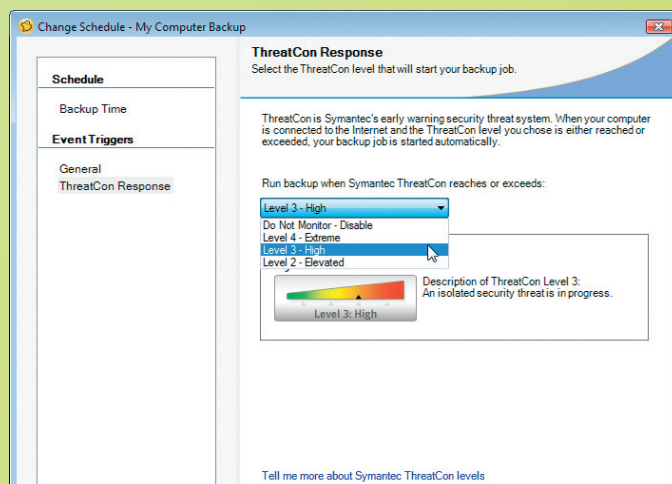 Change Schedule - My Computer Backup
Schedule
Backup Time
Event Triggers
General
ThreatCon Response
ThreatCon Response
Select the ThreatCon level that will start your backup job.
ThreatCon is Symantec's early warning security threat system. When your computer
is connected to the Internet and the ThreatCon level you chose is either reached or
exceeded, your backup job is started automatically.
Run backup when Symantec ThreatCon reaches or exceeds:
Level 3 - High
Do Not Monitor - Disable
Level 4 - Extreme
Level 3 - High
Level 2 - Elevated
Description of ThreatCon Level 3:
An isolated security threat is in progress.
Level 3: High
Tell me more about Symantec ThreatCon levels